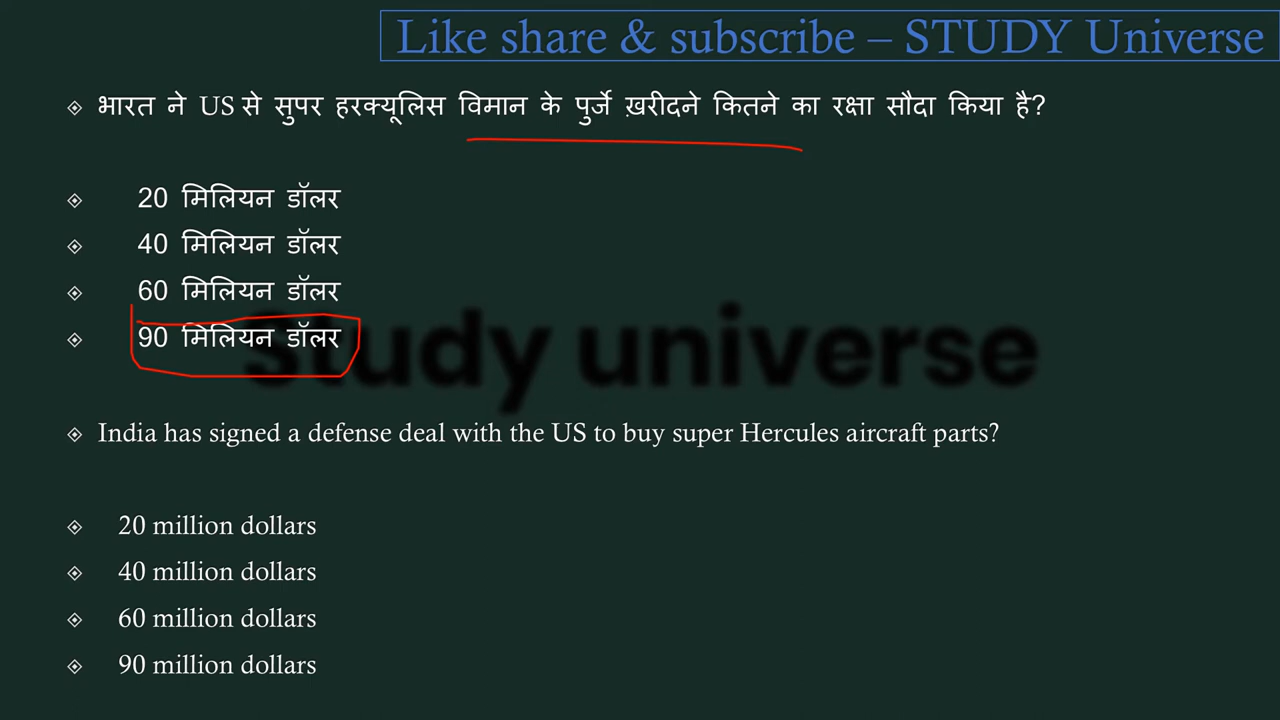 Like share & subscribe – STUDY Universe
भारत ने US से सुपर हरक्यूलिस विमान के पुर्जे ख़रीदने कितने का रक्षा सौदा किया है?
20 मिलियन डॉलर
40 मिलियन डॉलर
60 मिलियन डॉलर
90 मिलियन डॉलर
Study universe
India has signed a defense deal with the US to buy super Hercules aircraft parts?
20 million dollars
40 million dollars
60 million dollars
90 million dollars